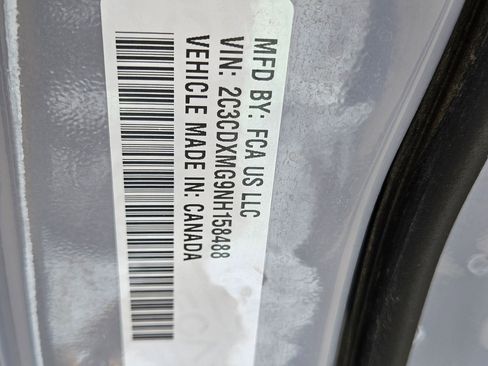 MFD BY: FCA US LLC
VIN: 2C3CDXMG9NH158488
VEHICLE MADE IN: CANADA